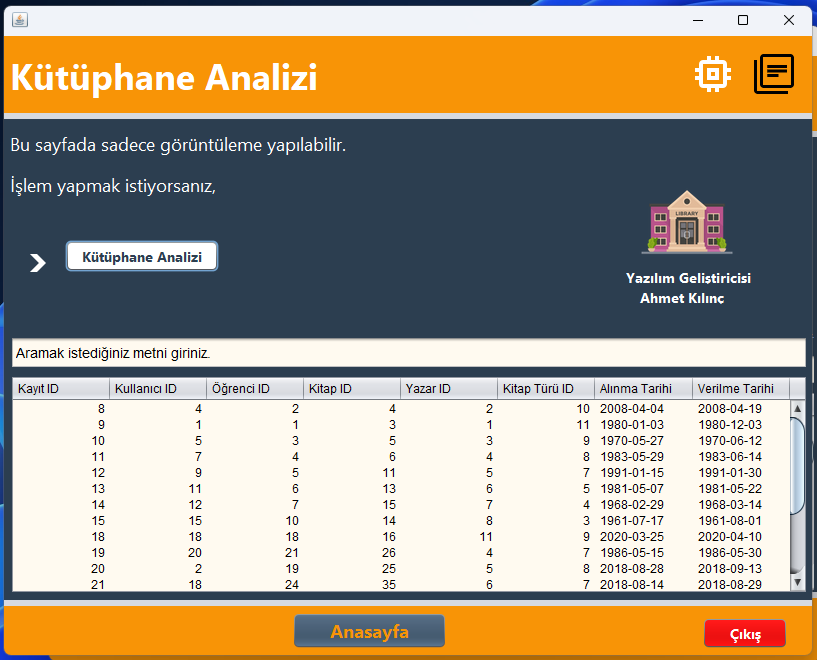 Kütüphane Analizi
Bu sayfada sadece görüntüleme yapılabilir.
İşlem yapmak istiyorsanız,
LIBRARY
Kütüphane Analizi
Yazılım Geliştiricisi
Ahmet Kılınç
Aramak istediğiniz metni giriniz.
Kayıt ID Kullanıcı ID Öğrenci ID Kitap ID Yazar ID Kitap Türü ID Alınma Tarihi Verilme Tarihi
8 4 2 4 2 10 2008-04-04 2008-04-19
9 1 1 3 1 11 1980-01-03 1980-12-03
10 5 3 5 3 9 1970-05-27 1970-06-12
11 7 4 6 4 8 1983-05-29 1983-06-14
12 9 5 11 5 7 1991-01-15 1991-01-30
13 11 6 13 6 5 1981-05-07 1981-05-22
14 12 7 15 7 4 1968-02-29 1968-03-14
15 15 10 14 8 3 1961-07-17 1961-08-01
18 18 18 16 11 9 2020-03-25 2020-04-10
19 20 21 26 4 7 1986-05-15 1986-05-30
20 2 19 25 5 8 2018-08-28 2018-09-13
21 18 24 35 6 7 2018-08-14 2018-08-29
Anasayfa
Çıkış